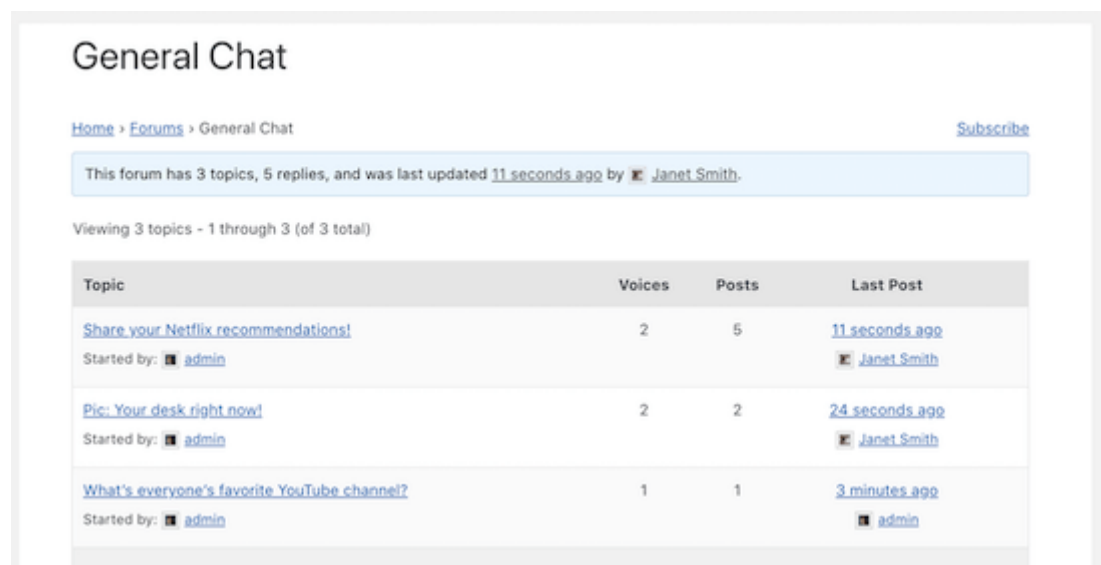 General Chat
Home › Forums › General Chat
Subscribe
This forum has 3 topics, 5 replies, and was last updated 11 seconds ago by Janet Smith.
Viewing 3 topics - 1 through 3 (of 3 total)
Topic Voices Posts Last Post
Share your Netflix recommendations! 2 5 11 seconds ago
Started by: admin Janet Smith
Pic: Your desk right now! 2 2 24 seconds ago
Started by: admin Janet Smith
What's everyone's favorite YouTube channel? 1 1 3 minutes ago
Started by: admin admin